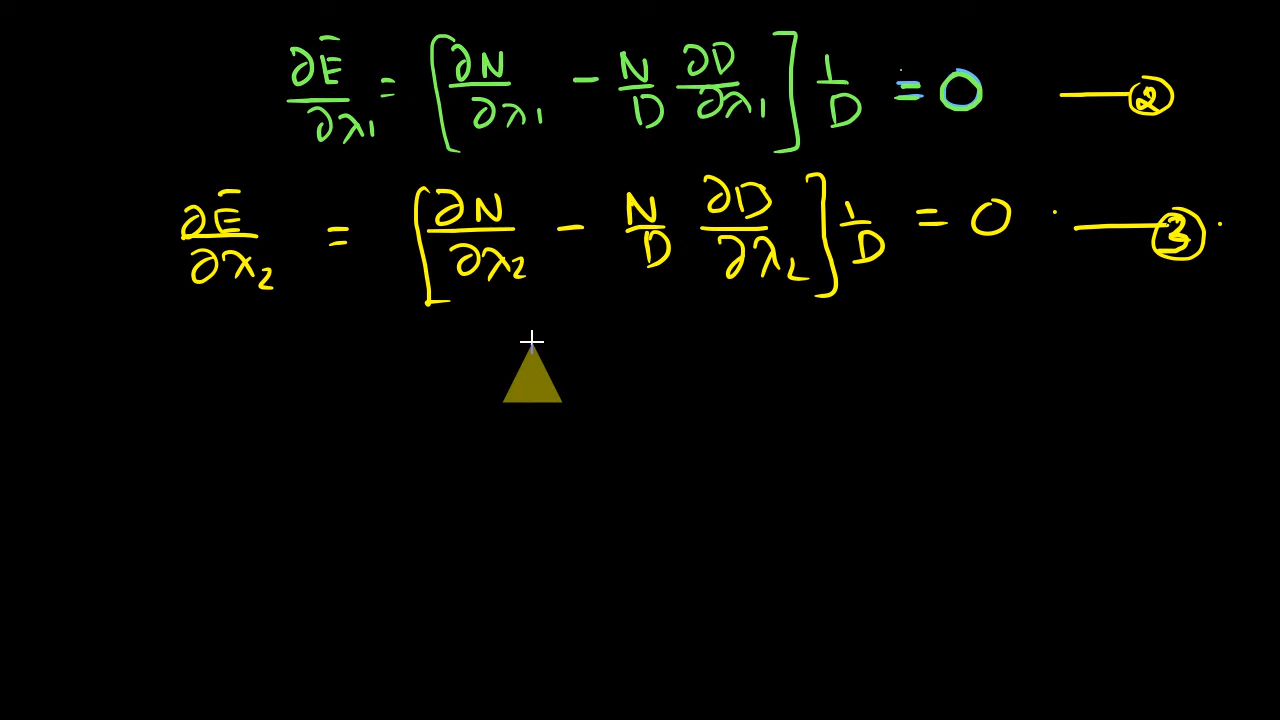 ∂Ē/∂λ₁ = [∂N/∂λ₁ − N/D ∂D/∂λ₁] 1/D = 0 —②
∂Ē/∂λ₂ = [∂N/∂λ₂ − N/D ∂D/∂λ₂] 1/D = 0 . —③ .